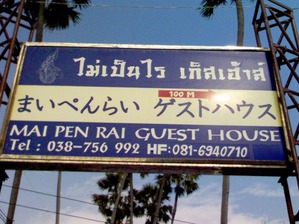 ไม่เป็นไร เก็สเฮ้าส์
100 M
まいぺんらい ゲストハウス
MAI PEN RAI GUEST HOUSE
Tel : 038-756 992 HF:081-6940710